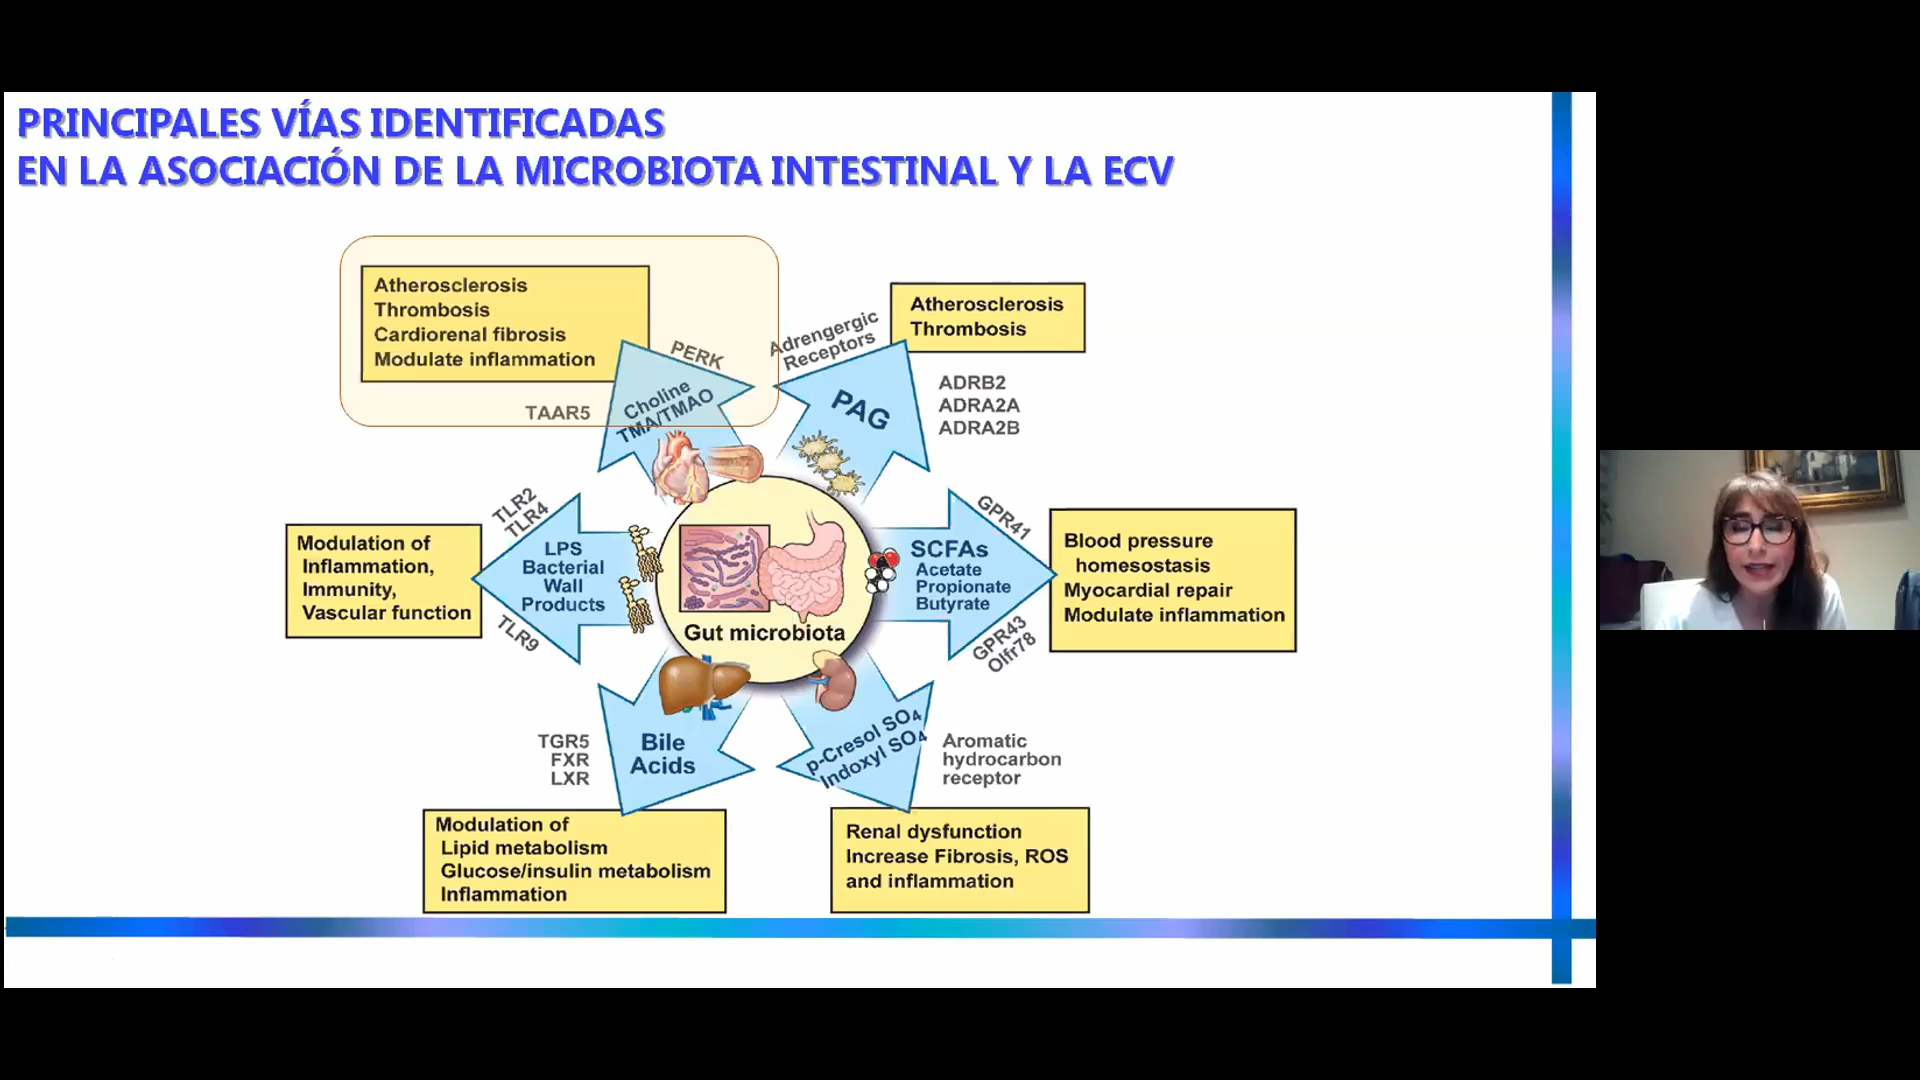 PRINCIPALES VÍAS IDENTIFICADAS
EN LA ASOCIACIÓN DE LA MICROBIOTA INTESTINAL Y LA ECV
Atherosclerosis
Thrombosis
Cardiorenal fibrosis
Modulate inflammation
PERK
TAAR5
Choline
TMA/TMAO
Adrengergic
Receptors
Atherosclerosis
Thrombosis
PAG
ADRB2
ADRA2A
ADRA2B
TLR2
TLR4
Modulation of
Inflammation,
Immunity,
Vascular function
LPS
Bacterial
Wall
Products
TLR9
Gut microbiota
GPR41
SCFAs
Acetate
Propionate
Butyrate
GPR43
Olfr78
Blood pressure
homesostasis
Myocardial repair
Modulate inflammation
TGR5
FXR
LXR
Bile
Acids
p-Cresol SO₄
Indoxyl SO₄
Aromatic
hydrocarbon
receptor
Modulation of
Lipid metabolism
Glucose/insulin metabolism
Inflammation
Renal dysfunction
Increase Fibrosis, ROS
and inflammation